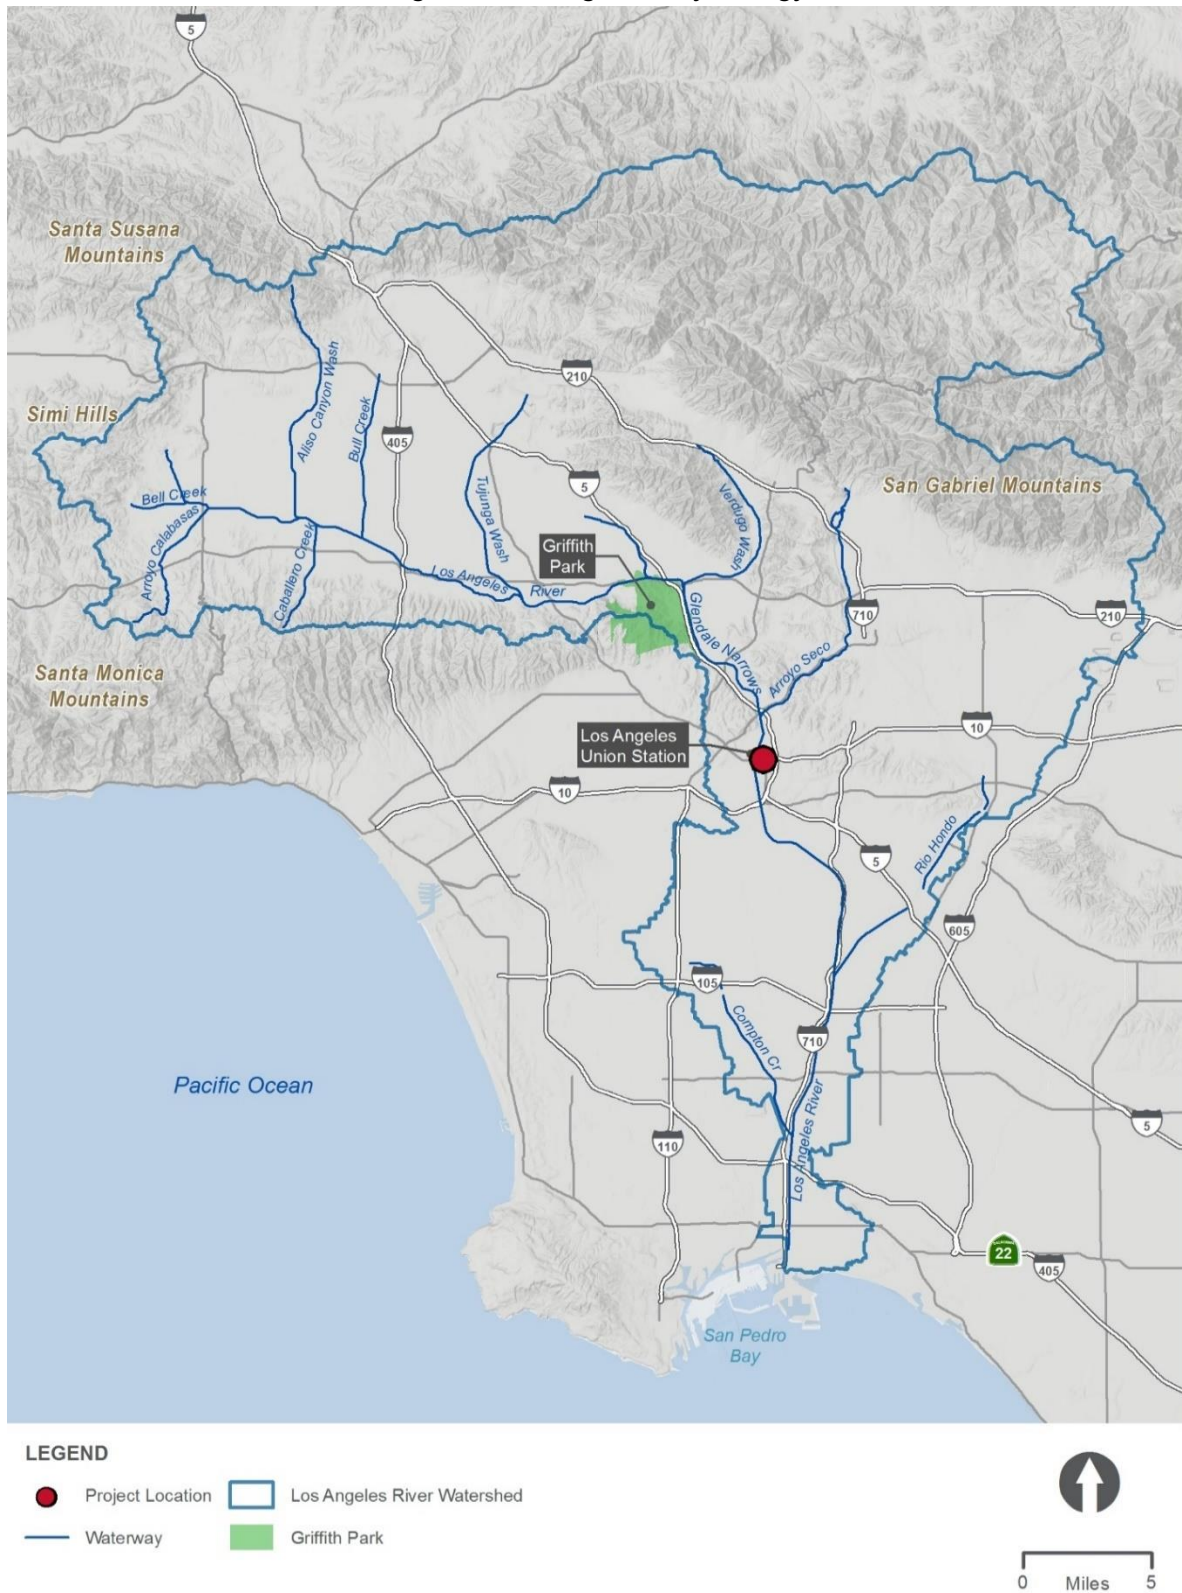 5
Santa Susana
Mountains
210
Aliso Canyon Wash
Bull Creek
Simi Hills
405
5
Tujunga Wash
Verdugo Wash
San Gabriel Mountains
Bell Creek
Arroyo Calabasas
Caballero Creek
Griffith
Park
Los Angeles
River
Glendale Narrows
710
210
Arroyo Seco
Santa Monica
Mountains
Los Angeles
Union Station
10
10
5
Rio Hondo
605
105
Compton Cr
710
Los Angeles River
Pacific Ocean
110
5
CALIFORNIA
22
405
San Pedro
Bay
LEGEND
Project Location
Los Angeles River Watershed
Waterway
Griffith Park
0
Miles
5